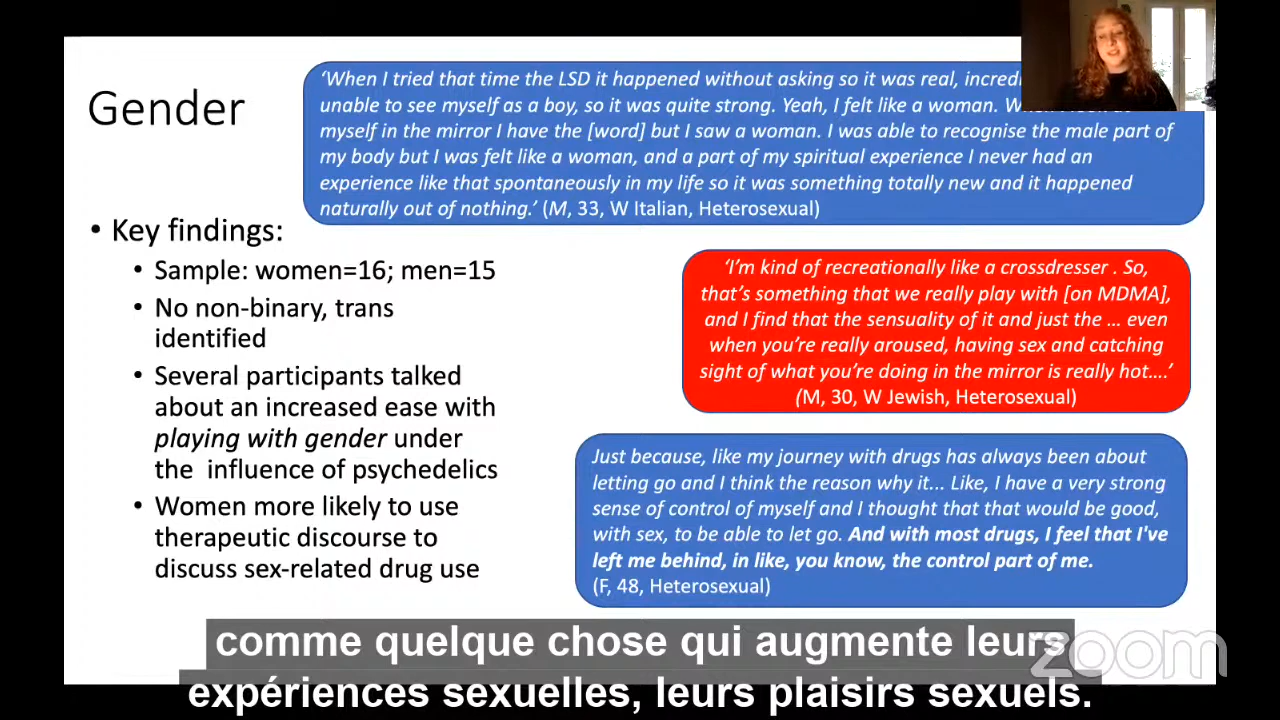 Gender
‘When I tried that time the LSD it happened without asking so it was real,
unable to see myself as a boy, so it was quite strong. Yeah, I felt like a woman.
myself in the mirror I have the [word] but I saw a woman. I was able to recognise the male part of
my body but I was felt like a woman, and a part of my spiritual experience I never had an
experience like that spontaneously in my life so it was something totally new and it happened
naturally out of nothing.’ (M, 33, W Italian, Heterosexual)
• Key findings:
• Sample: women=16; men=15
• No non-binary, trans
identified
• Several participants talked
about an increased ease with
playing with gender under
the influence of psychedelics
• Women more likely to use
therapeutic discourse to
discuss sex-related drug use
‘I’m kind of recreationally like a crossdresser . So,
that’s something that we really play with [on MDMA],
and I find that the sensuality of it and just the … even
when you’re really aroused, having sex and catching
sight of what you’re doing in the mirror is really hot….’
(M, 30, W Jewish, Heterosexual)
Just because, like my journey with drugs has always been about
letting go and I think the reason why it... Like, I have a very strong
sense of control of myself and I thought that that would be good,
with sex, to be able to let go. And with most drugs, I feel that I've
left me behind, in like, you know, the control part of me.
(F, 48, Heterosexual)
comme quelque chose qui augmente leurs
expériences sexuelles, leurs plaisirs sexuels.
zoom